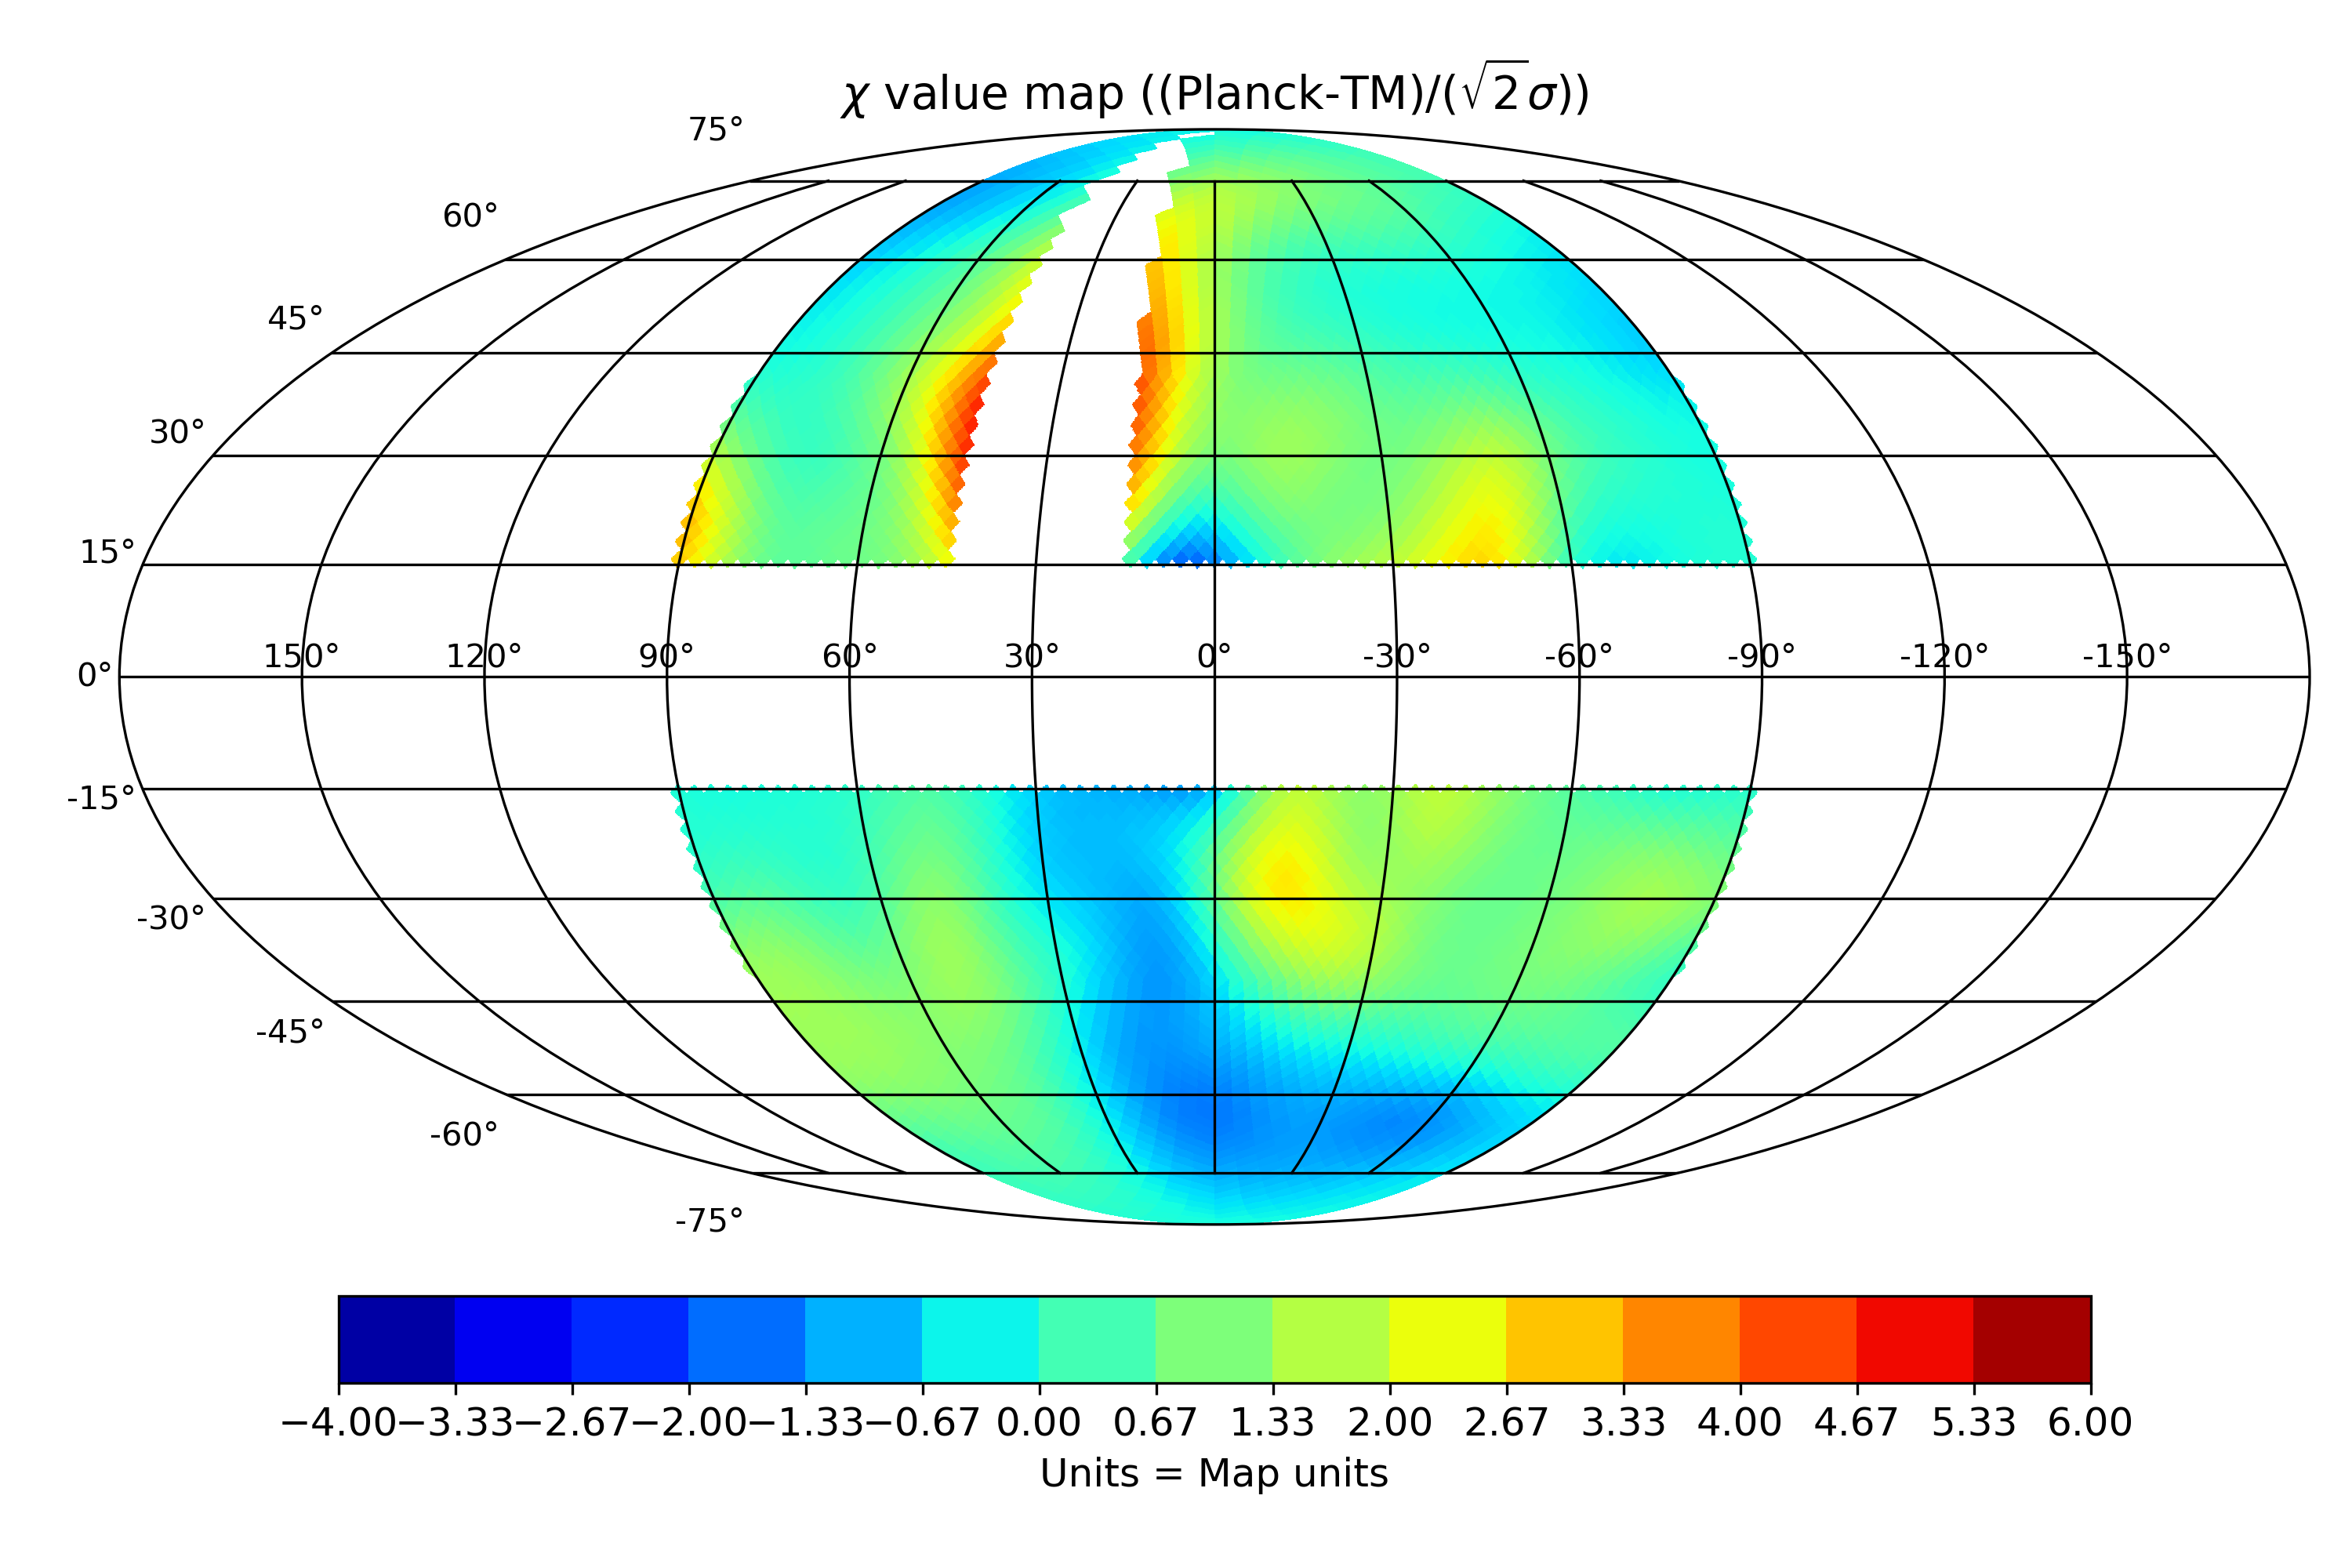 χ value map ((Planck-TM)/(√2σ))
75°
60°
45°
30°
15°
150° 120° 90° 60° 30° 0° -30° -60° -90° -120° -150°
0°
-15°
-30°
-45°
-60°
-75°
−4.00 −3.33 −2.67 −2.00 −1.33 −0.67 0.00 0.67 1.33 2.00 2.67 3.33 4.00 4.67 5.33 6.00
Units = Map units